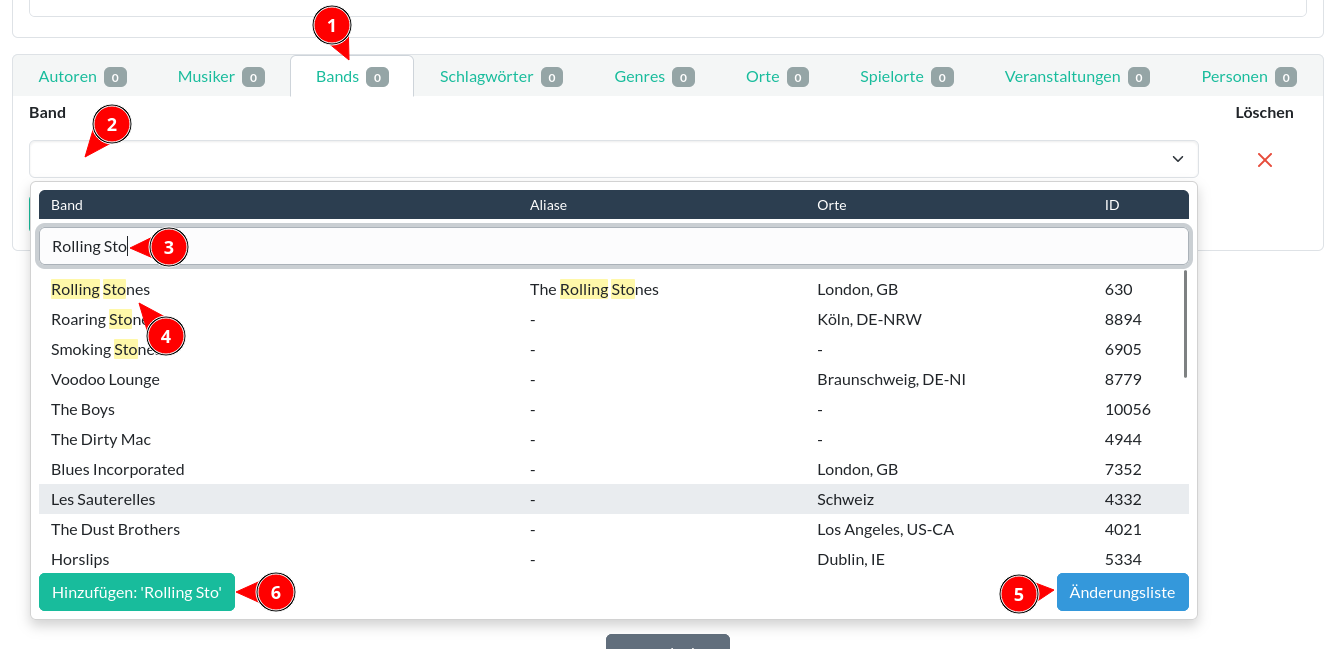 1
Autoren 0 Musiker 0 Bands 0 Schlagwörter 0 Genres 0 Orte 0 Spielorte 0 Veranstaltungen 0 Personen 0
Band Löschen
2
Band Aliase Orte ID
Rolling Sto 3
Rolling Stones The Rolling Stones London, GB 630
Roaring Stone - Köln, DE-NRW 8894
4
Smoking Stone - - 6905
Voodoo Lounge - Braunschweig, DE-NI 8779
The Boys - - 10056
The Dirty Mac - - 4944
Blues Incorporated - London, GB 7352
Les Sauterelles - Schweiz 4332
The Dust Brothers - Los Angeles, US-CA 4021
Horslips - Dublin, IE 5334
Hinzufügen: 'Rolling Sto' 6 5 Änderungsliste